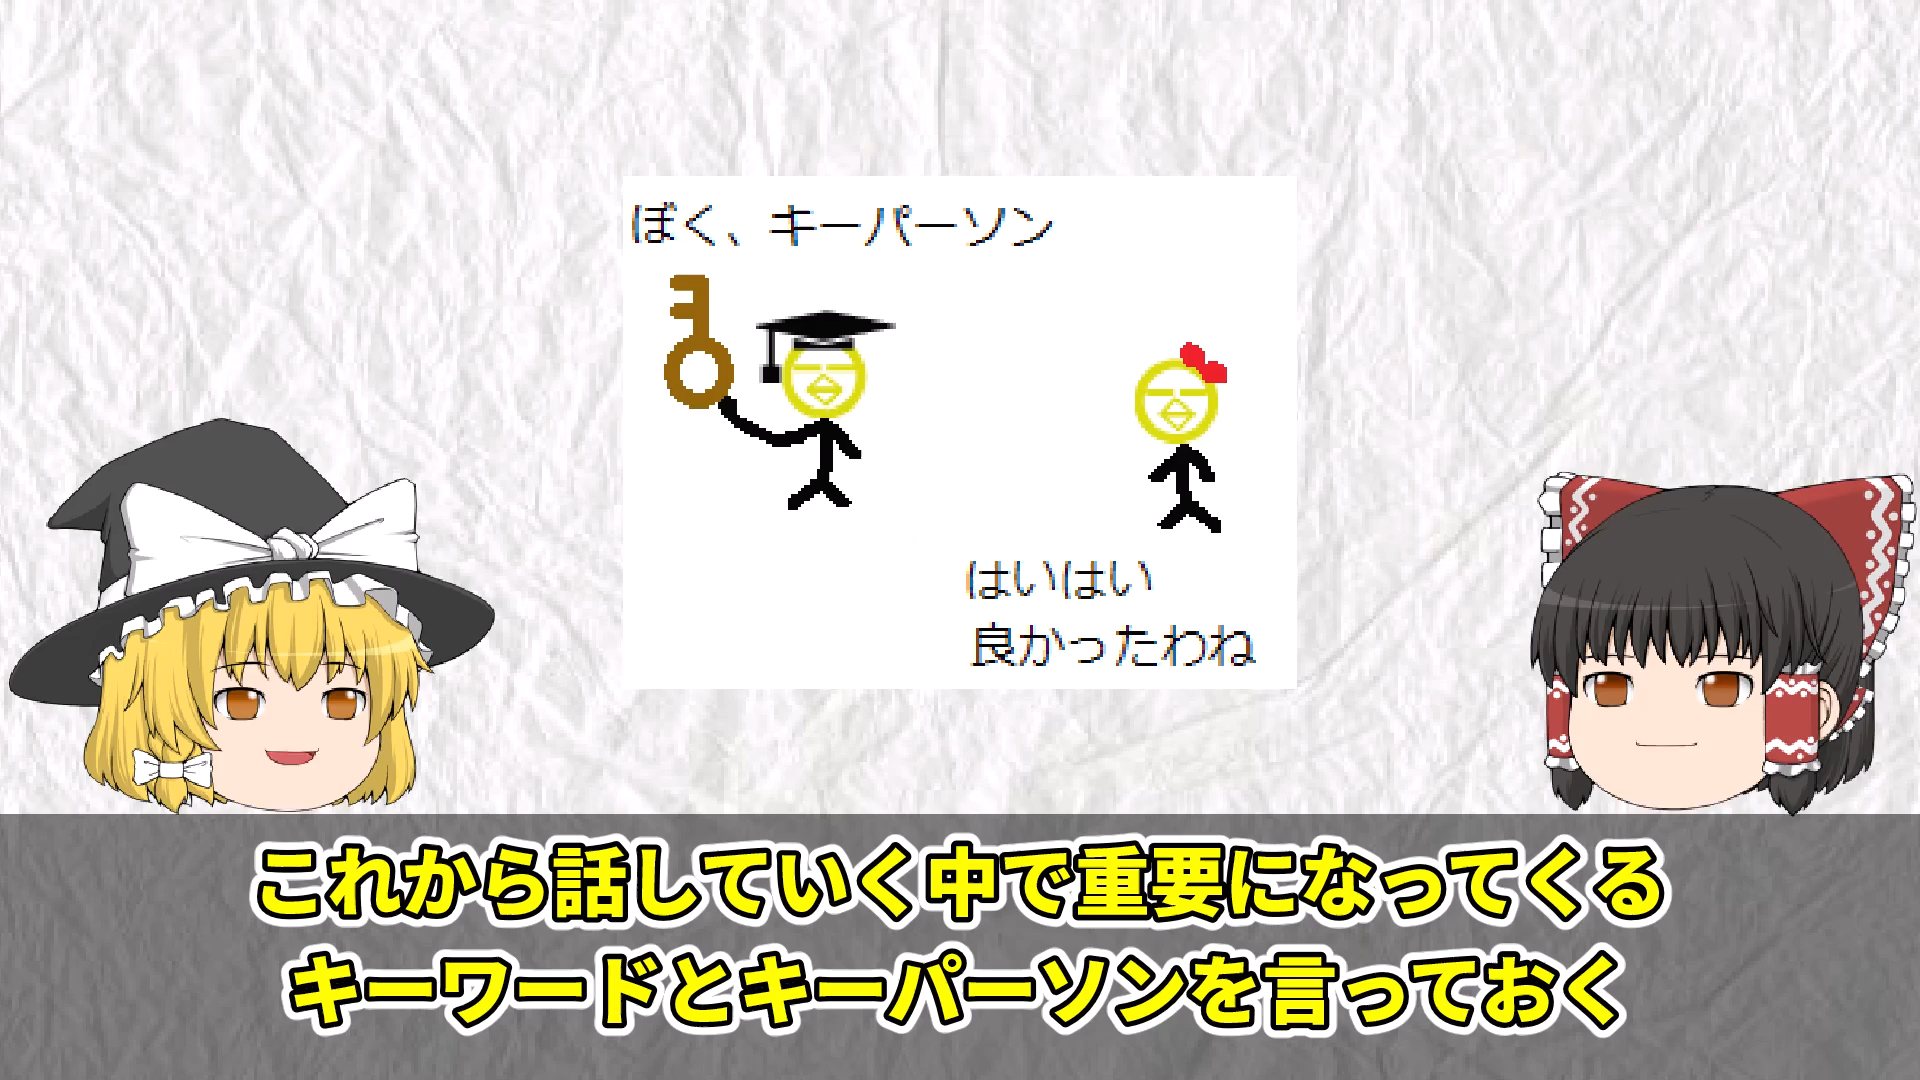 ぼく、キーパーソン
はいはい
良かったわね
これから話していく中で重要になってくる
キーワードとキーパーソンを言っておく